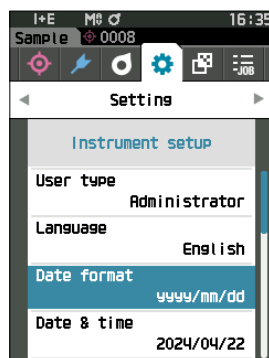 I+E M0 16:35
Sample 0008
JOB
Setting
Instrument setup
User type
Administrator
Language
English
Date format
yyyy/mm/dd
Date & time
2024/04/22